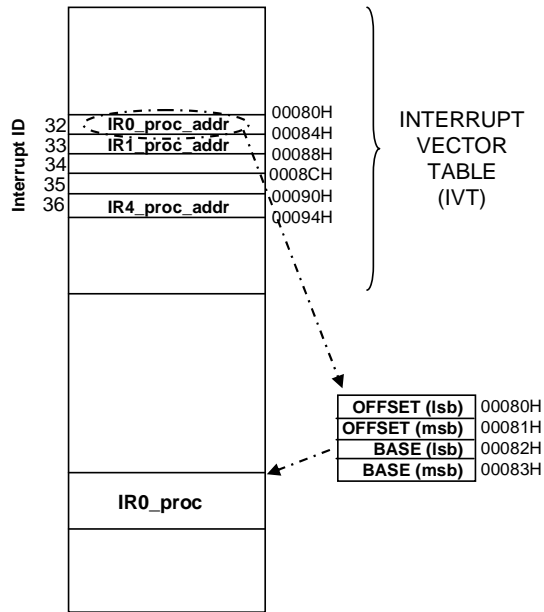 Interrupt ID
32
33
34
35
36
IR0_proc_addr
IR1_proc_addr
IR4_proc_addr
00080H
00084H
00088H
0008CH
00090H
00094H
INTERRUPT
VECTOR
TABLE
(IVT)
OFFSET (lsb) 00080H
OFFSET (msb) 00081H
BASE (lsb) 00082H
BASE (msb) 00083H
IR0_proc